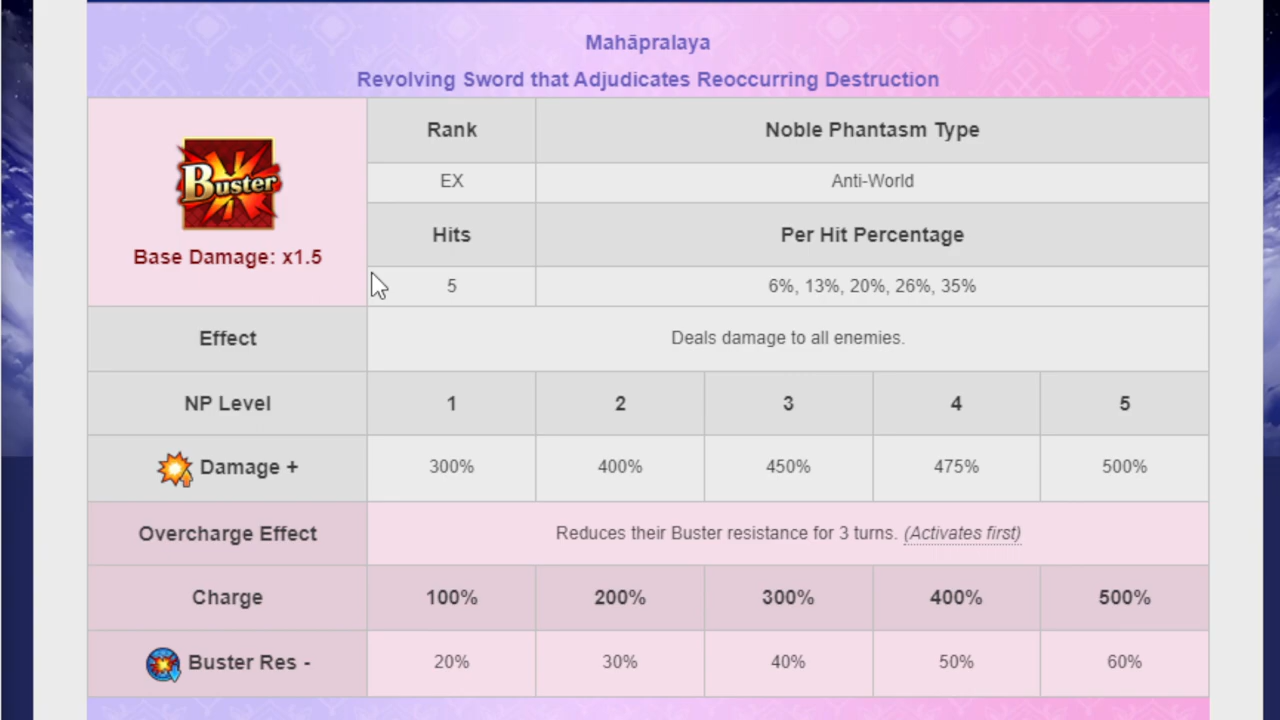 Mahāpralaya
Revolving Sword that Adjudicates Reoccurring Destruction
Buster
Base Damage: x1.5
Rank Noble Phantasm Type
EX Anti-World
Hits Per Hit Percentage
5 6%, 13%, 20%, 26%, 35%
Effect Deals damage to all enemies.
NP Level 1 2 3 4 5
Damage + 300% 400% 450% 475% 500%
Overcharge Effect Reduces their Buster resistance for 3 turns. (Activates first)
Charge 100% 200% 300% 400% 500%
Buster Res - 20% 30% 40% 50% 60%